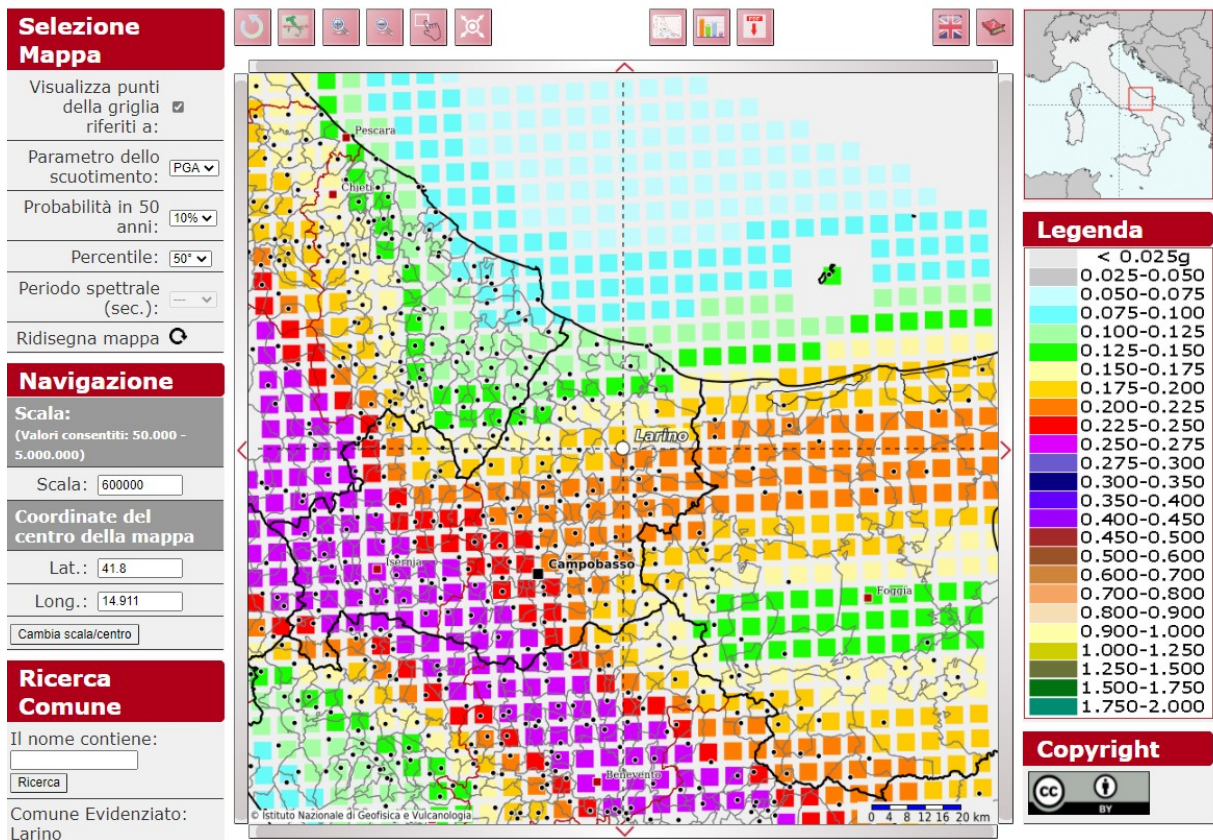 Selezione
Mappa
Visualizza punti
della griglia
riferiti a:
Parametro dello
scuotimento:
PGA
Probabilità in 50
anni:
10%
Percentile:
50°
Periodo spettrale
(sec.):
---
Ridisegna mappa
Navigazione
Scala:
(Valori consentiti: 50.000 -
5.000.000)
Scala:
600000
Coordinate del
centro della mappa
Lat.:
41.8
Long.:
14.911
Cambia scala/centro
Ricerca
Comune
Il nome contiene:
Ricerca
Comune Evidenziato:
Larino
PDF
Pescara
Chieti
Larino
Isernia
Campobasso
Foggia
Benevento
© Istituto Nazionale di Geofisica e Vulcanologia
0 4 8 12 16 20 km
Legenda
< 0.025g
0.025-0.050
0.050-0.075
0.075-0.100
0.100-0.125
0.125-0.150
0.150-0.175
0.175-0.200
0.200-0.225
0.225-0.250
0.250-0.275
0.275-0.300
0.300-0.350
0.350-0.400
0.400-0.450
0.450-0.500
0.500-0.600
0.600-0.700
0.700-0.800
0.800-0.900
0.900-1.000
1.000-1.250
1.250-1.500
1.500-1.750
1.750-2.000
Copyright
cc
BY